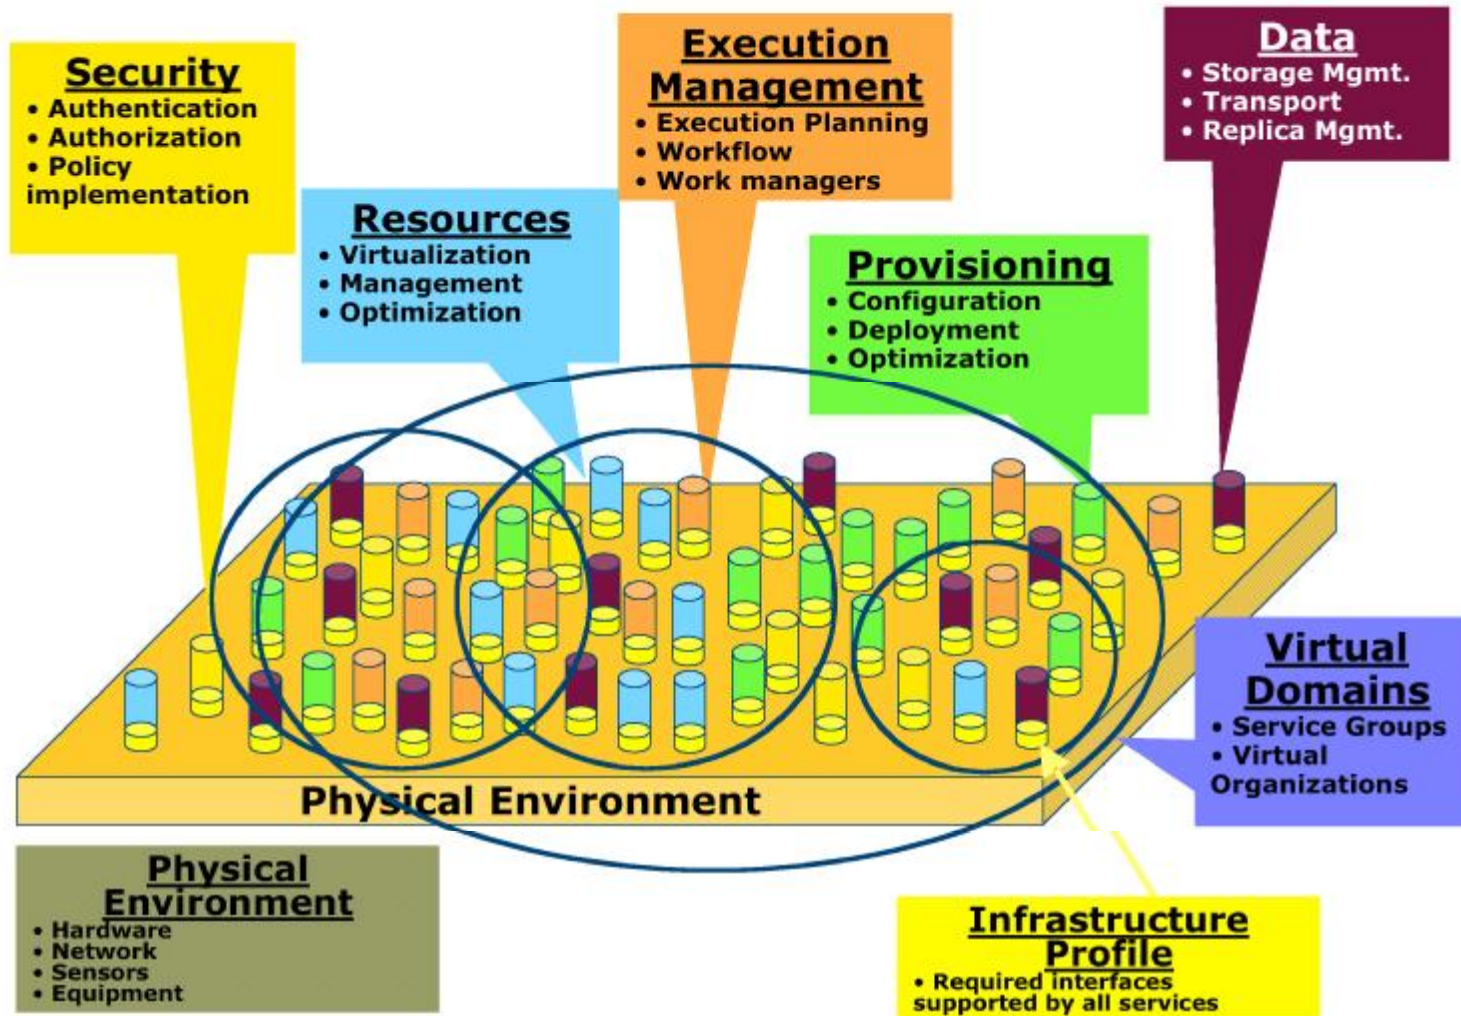 Security
• Authentication
• Authorization
• Policy
implementation
Resources
• Virtualization
• Management
• Optimization
Execution
Management
• Execution Planning
• Workflow
• Work managers
Provisioning
• Configuration
• Deployment
• Optimization
Data
• Storage Mgmt.
• Transport
• Replica Mgmt.
Virtual
Domains
• Service Groups
• Virtual
Organizations
Physical Environment
Physical
Environment
• Hardware
• Network
• Sensors
• Equipment
Infrastructure
Profile
• Required interfaces
supported by all services